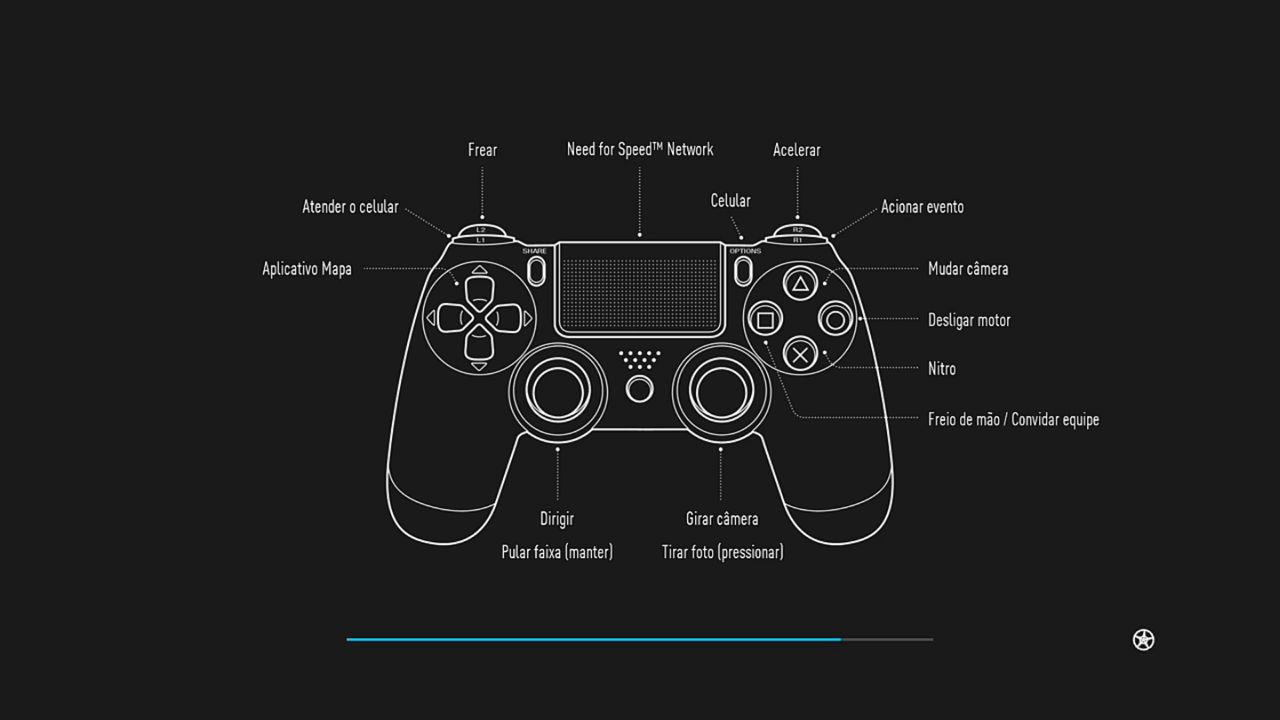 Frear
Need for Speed™ Network
Acelerar
Atender o celular
Celular
Acionar evento
L2
R2
L1
R1
SHARE
OPTIONS
Aplicativo Mapa
Mudar câmera
Desligar motor
Nitro
Freio de mão / Convidar equipe
Dirigir
Girar câmera
Pular faixa (manter)
Tirar foto (pressionar)